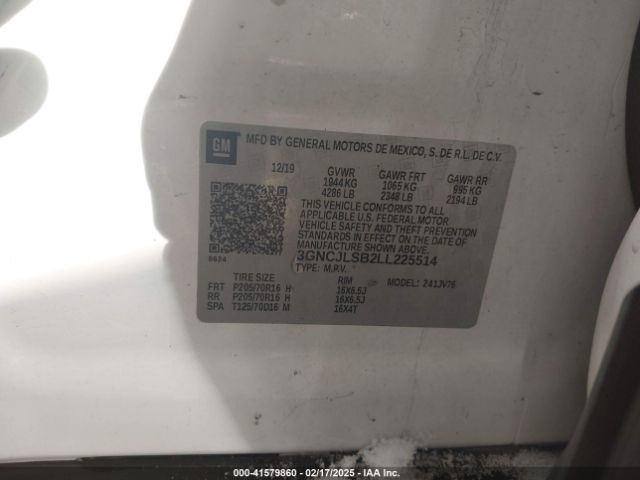 GM MFD BY GENERAL MOTORS DE MEXICO, S. DE R.L. DE C.V.
12/19 GVWR GAWR FRT GAWR RR
1944 KG 1065 KG 995 KG
4286 LB 2348 LB 2194 LB
THIS VEHICLE CONFORMS TO ALL
APPLICABLE U.S. FEDERAL MOTOR
VEHICLE SAFETY AND THEFT
PREVENTION STANDARDS IN EFFECT
ON THE DATE OF MANUFACTURE
SHOWN ABOVE.
8624 3GNCJLSB2LL225514
TYPE: M.P.V. MODEL: 241JV76
TIRE SIZE RIM
FRT P205/70R16 H 16X6.5J
RR P205/70R16 H 16X6.5J
SPA T125/70D16 M 16X4T
0-41579860 - 02/17/2025 - IAA Inc.